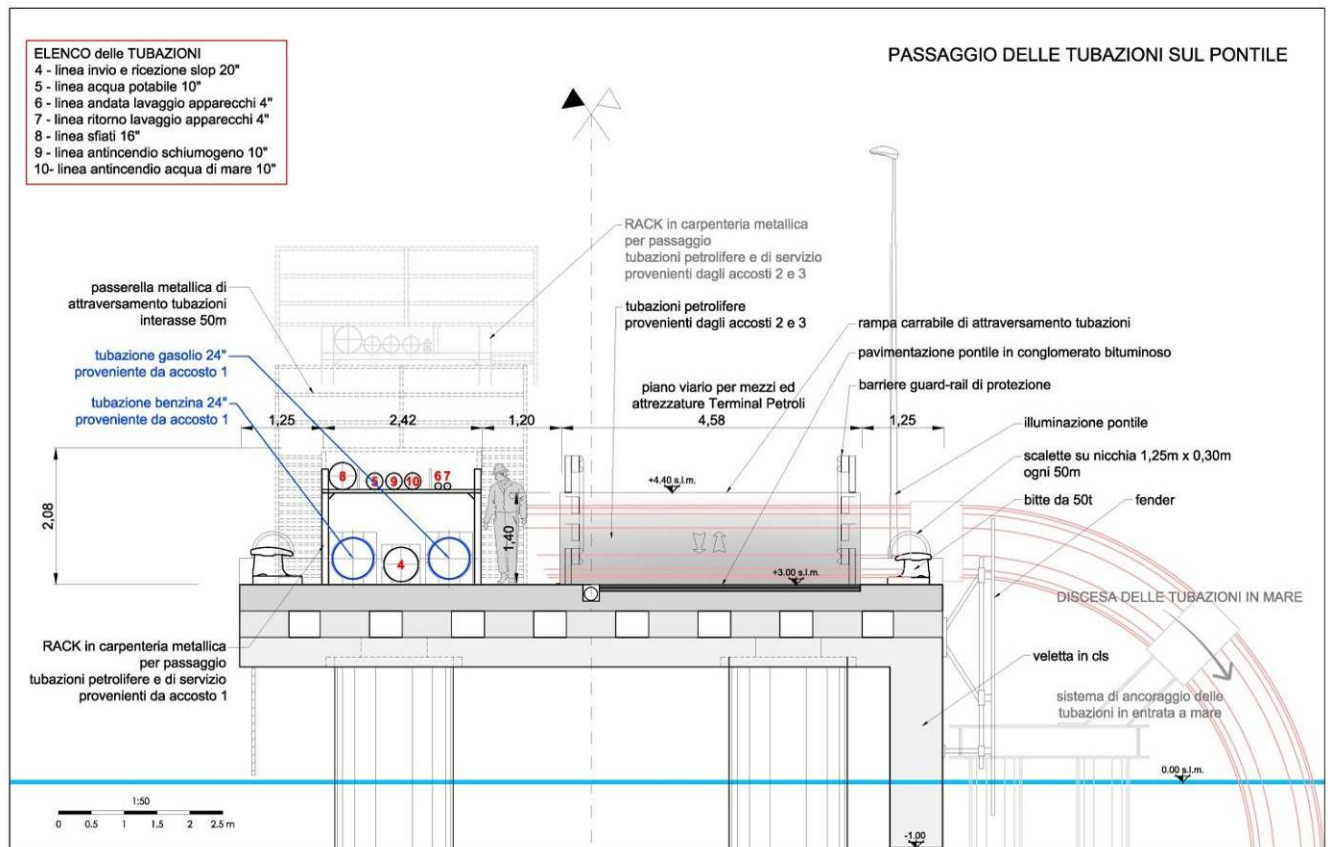 ELENCO delle TUBAZIONI
4 - linea invio e ricezione slop 20"
5 - linea acqua potabile 10"
6 - linea andata lavaggio apparecchi 4"
7 - linea ritorno lavaggio apparecchi 4"
8 - linea sfiati 16"
9 - linea antincendio schiumogeno 10"
10- linea antincendio acqua di mare 10"
PASSAGGIO DELLE TUBAZIONI SUL PONTILE
RACK in carpenteria metallica
per passaggio
tubazioni petrolifere e di servizio
provenienti dagli accosti 2 e 3
passerella metallica di
attraversamento tubazioni
interasse 50m
tubazioni petrolifere
provenienti dagli accosti 2 e 3
rampa carrabile di attraversamento tubazioni
tubazione gasolio 24"
proveniente da accosto 1
pavimentazione pontile in conglomerato bituminoso
tubazione benzina 24"
proveniente da accosto 1
piano viario per mezzi ed
attrezzature Terminal Petroli
barriere guard-rail di protezione
1,25
2,42
1,20
4,58
1,25
illuminazione pontile
scalette su nicchia 1,25m x 0,30m
ogni 50m
bitte da 50t
fender
8
5
9
10
6
7
+4.40 s.l.m.
2,08
1,40
4
+3.00 s.l.m.
DISCESA DELLE TUBAZIONI IN MARE
RACK in carpenteria metallica
per passaggio
tubazioni petrolifere e di servizio
provenienti da accosto 1
veletta in cls
sistema di ancoraggio delle
tubazioni in entrata a mare
0.00 s.l.m.
1:50
0 0.5 1 1.5 2 2.5 m
-1.00